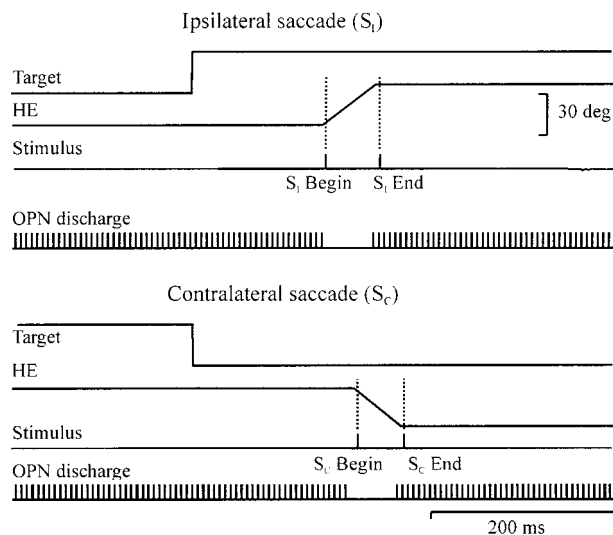 Ipsilateral saccade (S_I)
Target
HE
30 deg
Stimulus
S_I Begin S_I End
OPN discharge
Contralateral saccade (S_C)
Target
HE
Stimulus
S_C Begin S_C End
OPN discharge
200 ms